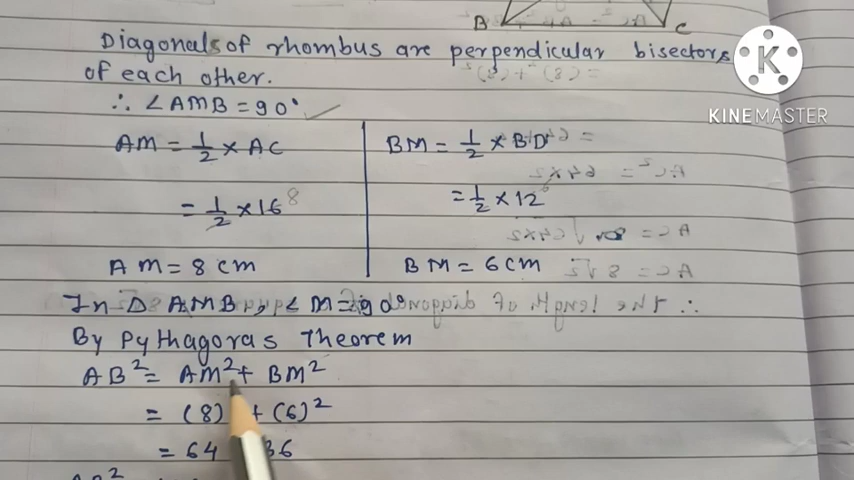 B C
Diagonals of rhombus are perpendicular bisectors
of each other.
∴ ∠AMB = 90°
AM = 1/2 × AC
= 1/2 × 16 8
AM = 8 cm
BM = 1/2 × BD
= 1/2 × 12 6
BM = 6 cm
In Δ AMB, ∠M = 90°
By Pythagoras Theorem
AB² = AM² + BM²
= (8) + (6)²
= 64 36
KINEMASTER